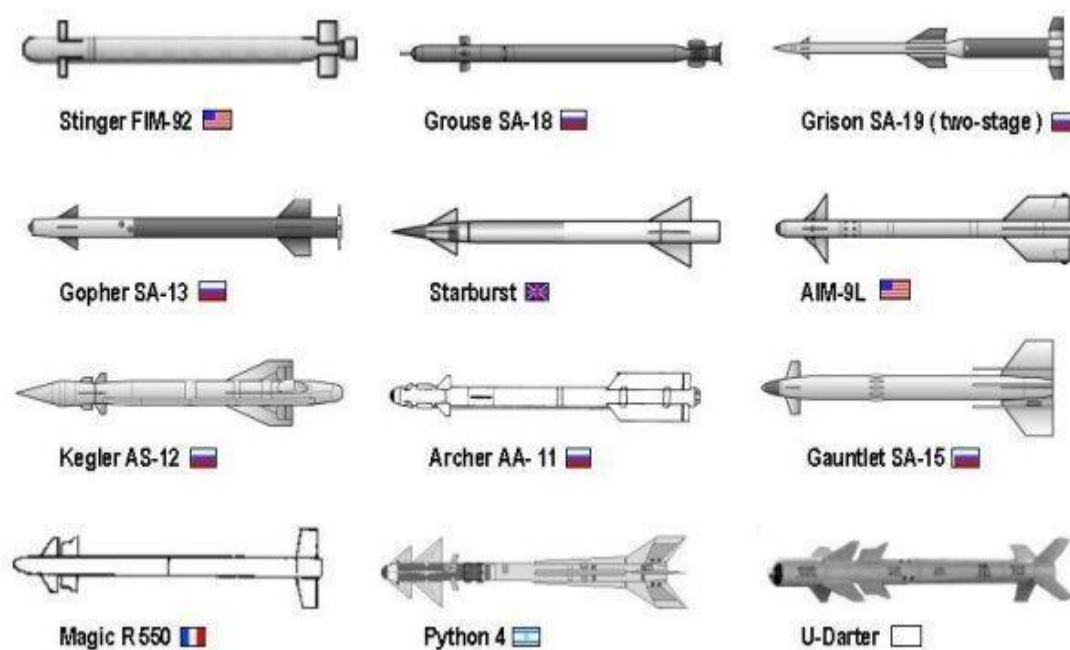 Stinger FIM-92
Grouse SA-18
Grison SA-19 ( two-stage )
Gopher SA-13
Starburst
AIM-9L
Kegler AS-12
Archer AA- 11
Gauntlet SA-15
Magic R 550
Python 4
U-Darter